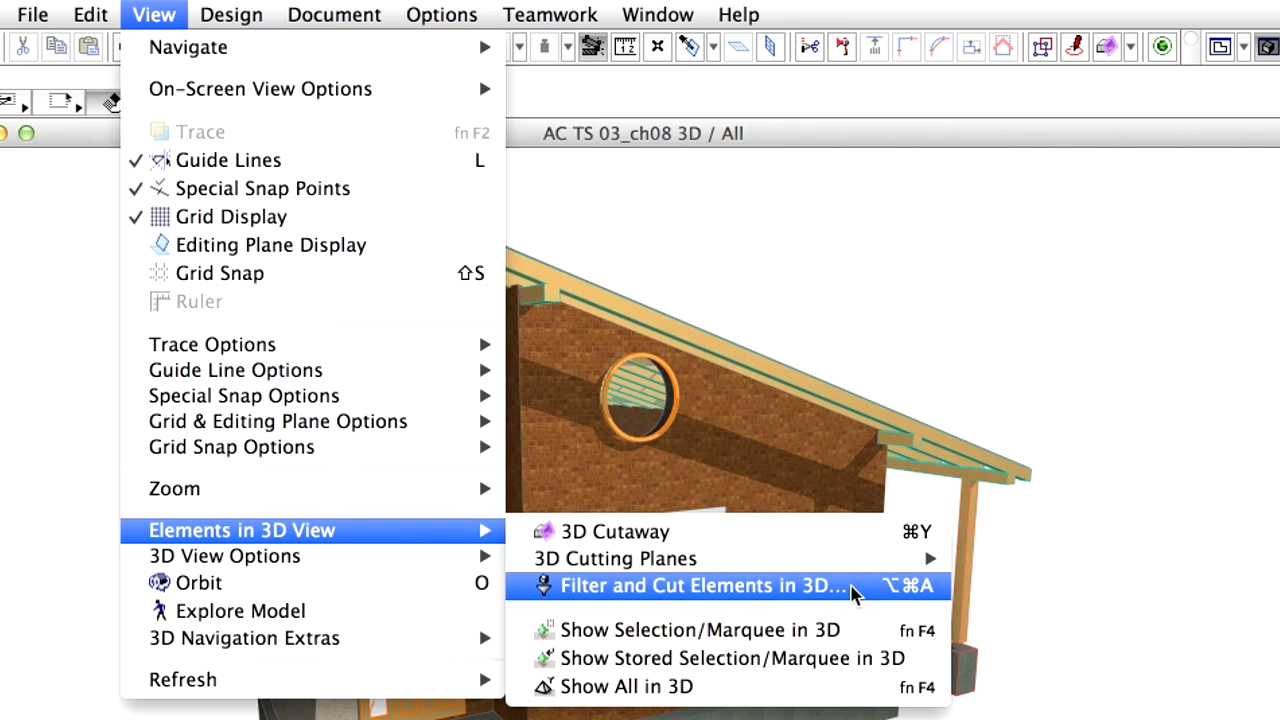 File Edit View Design Document Options Teamwork Window Help
Navigate
On-Screen View Options
AC TS 03_ch08 3D / All
Trace fn F2
Guide Lines L
Special Snap Points
Grid Display
Editing Plane Display
Grid Snap ⇧S
Ruler
Trace Options
Guide Line Options
Special Snap Options
Grid & Editing Plane Options
Grid Snap Options
Zoom
Elements in 3D View
3D View Options
Orbit O
Explore Model
3D Navigation Extras
Refresh
3D Cutaway ⌘Y
3D Cutting Planes
Filter and Cut Elements in 3D... ⌥⌘A
Show Selection/Marquee in 3D fn F4
Show Stored Selection/Marquee in 3D
Show All in 3D fn F4